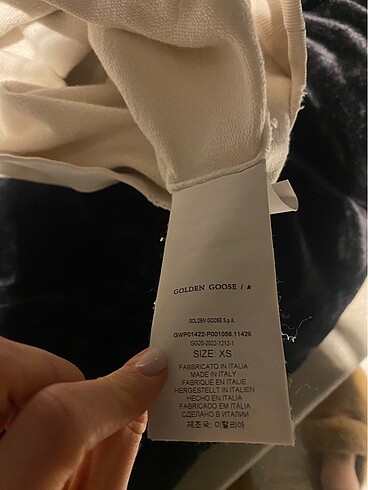 GOLDEN GOOSE / ★
GOLDEN GOOSE S.p.A.
GWP01422-P001056.11426
GG20-2022-1212-1
SIZE: XS
FABBRICATO IN ITALIA
MADE IN ITALY
FABRIQUÉ EN ITALIE
HERGESTELLT IN ITALIEN
HECHO EN ITALIA
FABRICADO EM ITÁLIA
СДЕЛАНО В ИТАЛИИ
제조국: 이탈리아